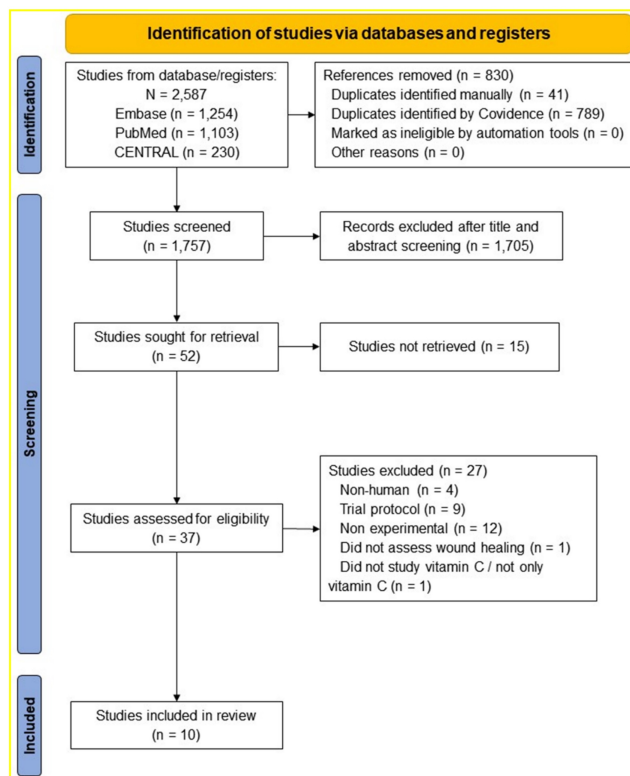 Identification of studies via databases and registers
Identification
Studies from database/registers:
N = 2,587
Embase (n = 1,254)
PubMed (n = 1,103)
CENTRAL (n = 230)
References removed (n = 830)
Duplicates identified manually (n = 41)
Duplicates identified by Covidence (n = 789)
Marked as ineligible by automation tools (n = 0)
Other reasons (n = 0)
Screening
Studies screened
(n = 1,757)
Records excluded after title and
abstract screening (n = 1,705)
Studies sought for retrieval
(n = 52)
Studies not retrieved (n = 15)
Studies assessed for eligibility
(n = 37)
Studies excluded (n = 27)
Non-human (n = 4)
Trial protocol (n = 9)
Non experimental (n = 12)
Did not assess wound healing (n = 1)
Did not study vitamin C / not only
vitamin C (n = 1)
Included
Studies included in review
(n = 10)